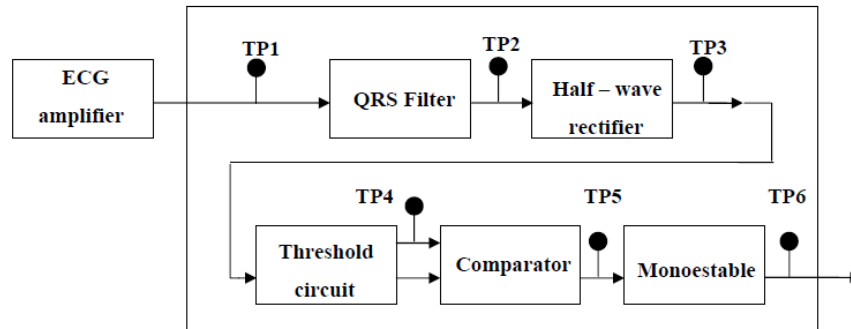 TP1
TP2
TP3
ECG
amplifier
QRS Filter
Half – wave
rectifier
TP4
TP5
TP6
Threshold
circuit
Comparator
Monoestable